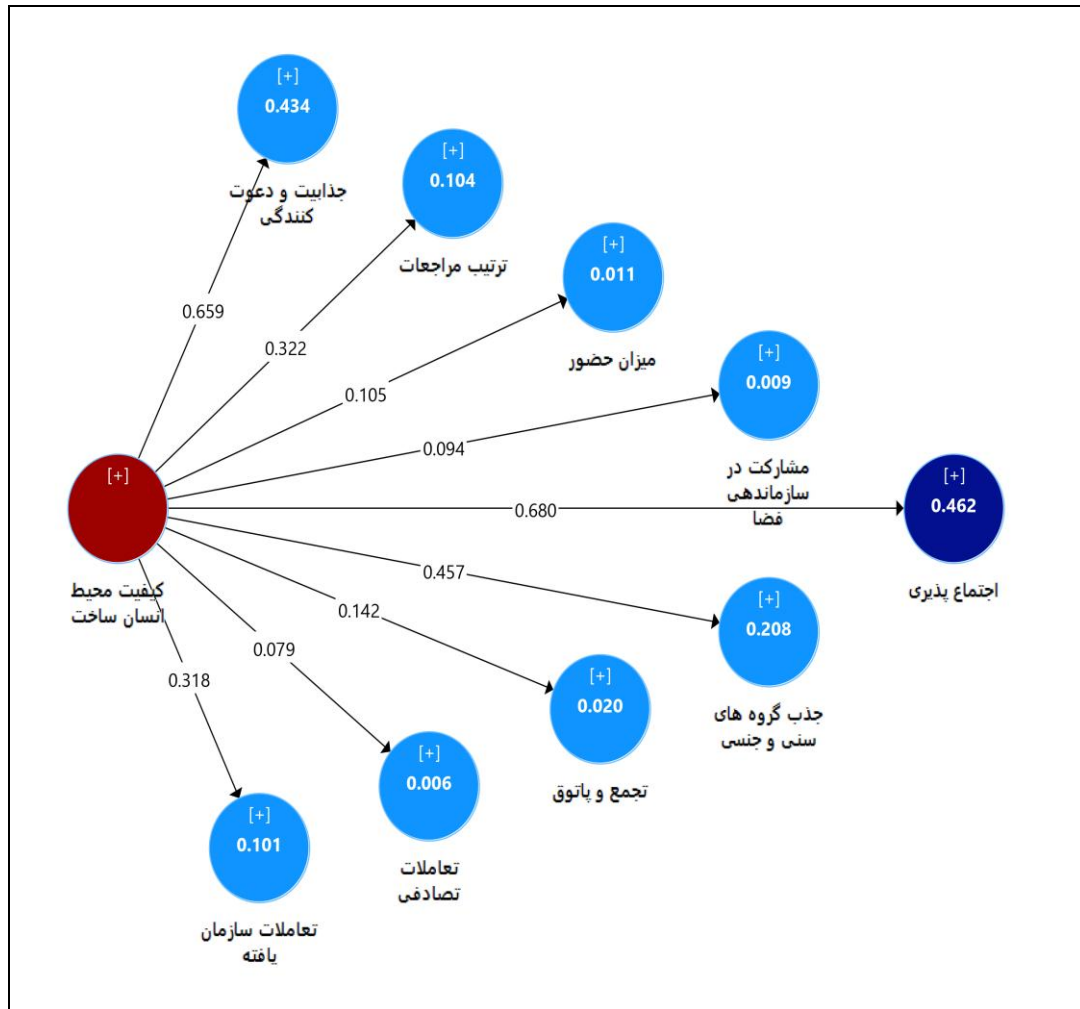 [+]
0.434
جذابیت و دعوت
کنندگی
[+]
0.104
ترتیب مراجعات
[+]
0.011
میزان حضور
[+]
0.009
مشارکت در
سازماندهی
فضا
0.659
0.322
0.105
0.094
[+]
کیفیت محیط
انسان ساخت
0.680
[+]
0.462
اجتماع پذیری
0.457
0.142
0.079
0.318
[+]
0.208
جذب گروه های
سنی و جنسی
[+]
0.020
تجمع و پاتوق
[+]
0.006
تعاملات
تصادفی
[+]
0.101
تعاملات سازمان
یافته